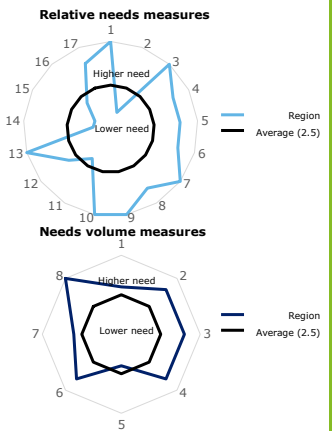 Relative needs measures
1
17
2
16
3
Higher need
15
4
14
Lower need
5
13
6
12
7
11
8
10
9
Region
Average (2.5)
Needs volume measures
1
8
Higher need
2
7
Lower need
3
6
4
5
Region
Average (2.5)